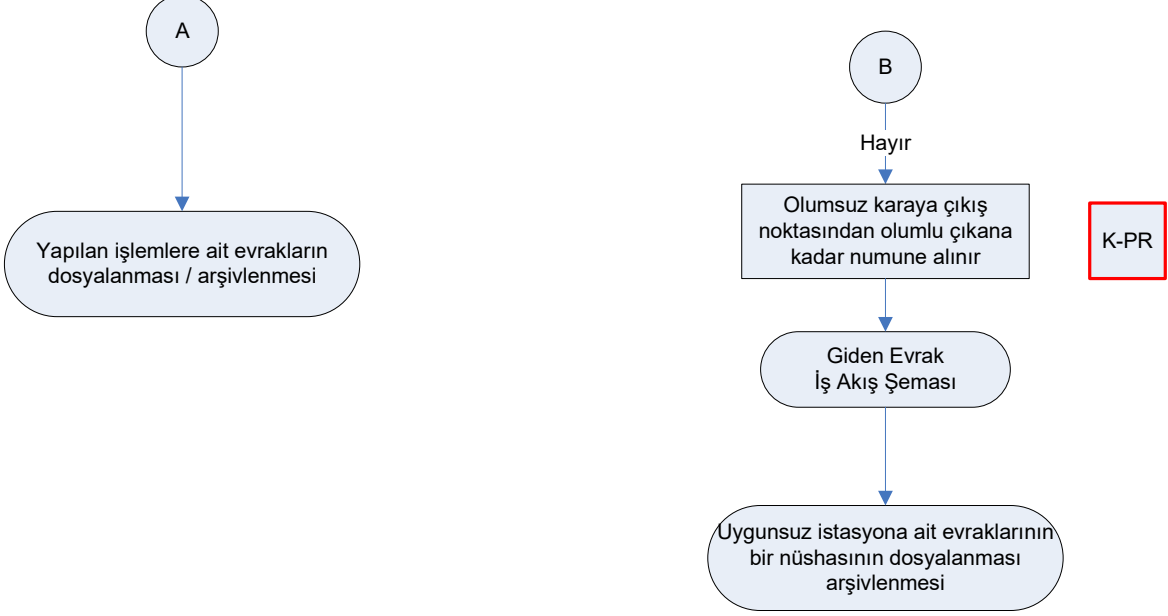 A
Yapılan işlemlere ait evrakların
dosyalanması / arşivlenmesi
B
Hayır
Olumsuz karaya çıkış
noktasından olumlu çıkana
kadar numune alınır
K-PR
Giden Evrak
İş Akış Şeması
Uygunsuz istasyona ait evraklarının
bir nüshasının dosyalanması
arşivlenmesi